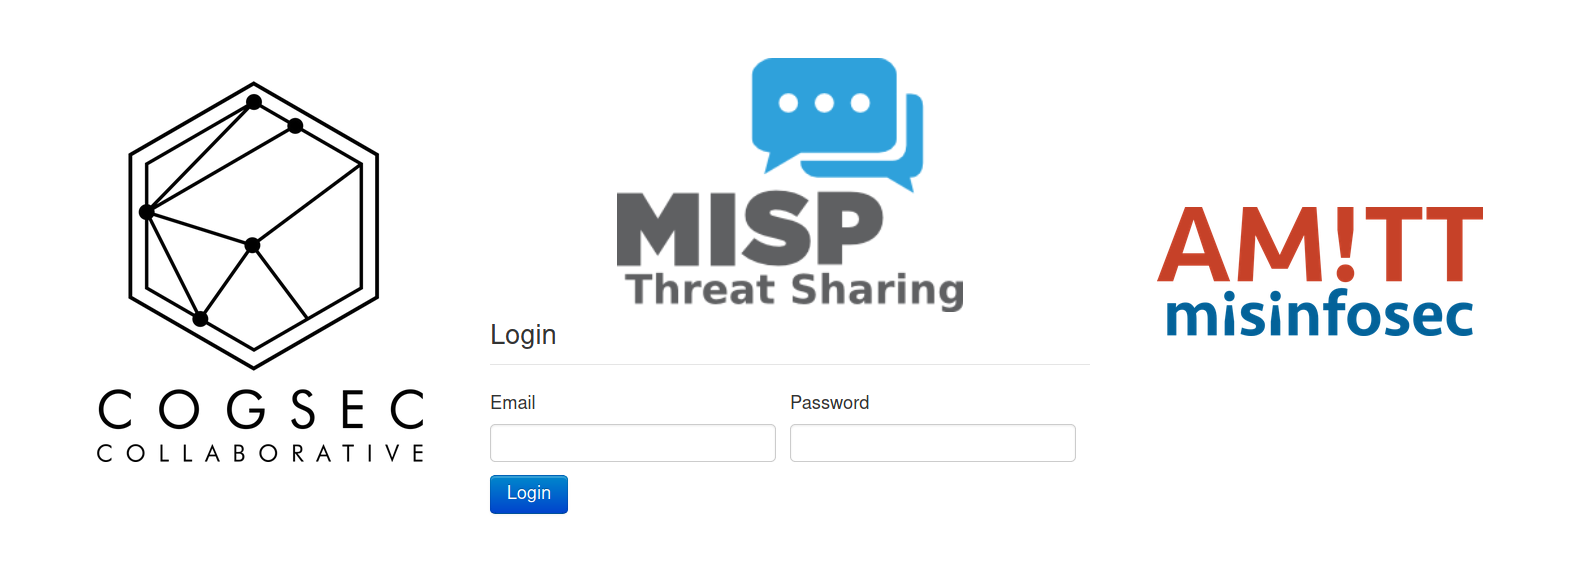 COGSEC
COLLABORATIVE
MISP
Threat Sharing
Login
Email
Password
Login
AM!TT
misinfosec